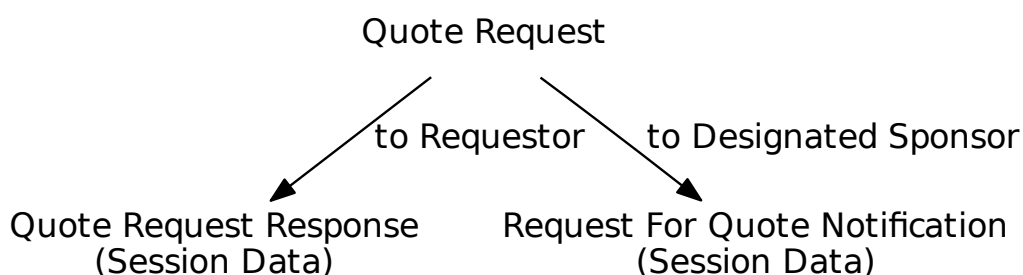 Quote Request
to Requestor
to Designated Sponsor
Quote Request Response
(Session Data)
Request For Quote Notification
(Session Data)